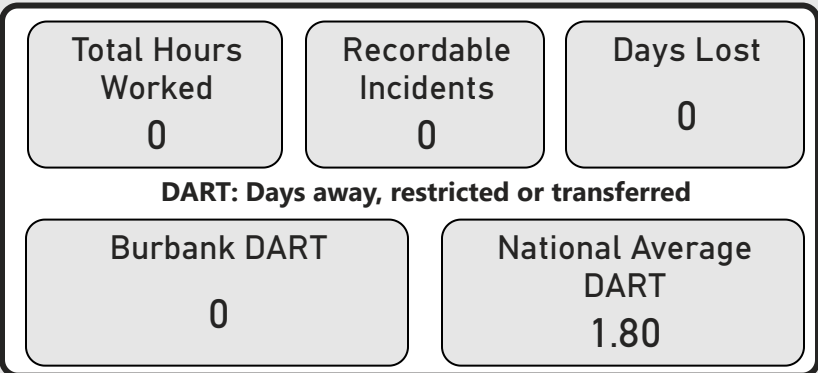 Total Hours
Worked
0
Recordable
Incidents
0
Days Lost
0
DART: Days away, restricted or transferred
Burbank DART
0
National Average
DART
1.80